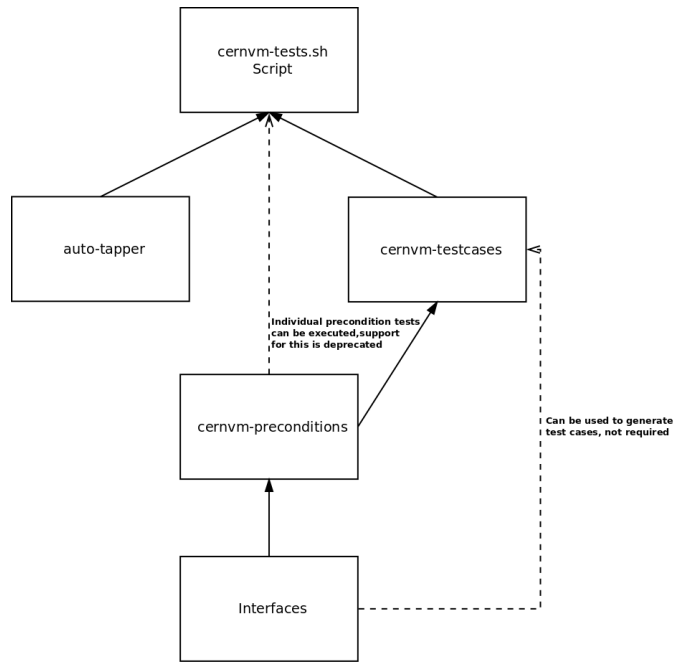 cernvm-tests.sh
Script
auto-tapper
cernvm-testcases
Individual precondition tests
can be executed,support
for this is deprecated
cernvm-preconditions
Can be used to generate
test cases, not required
Interfaces